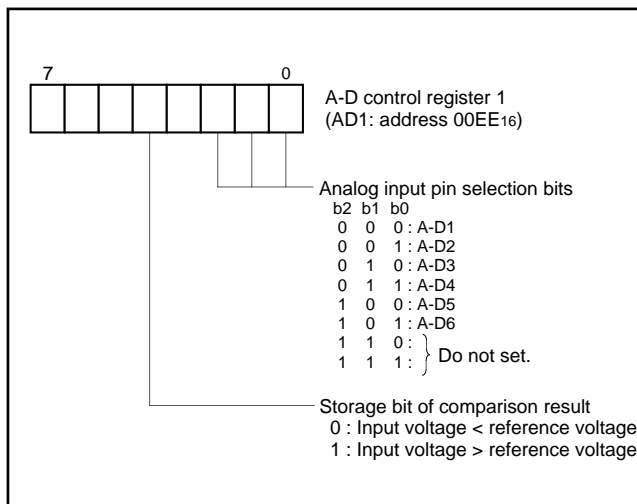 7 0
A-D control register 1
(AD1: address 00EE16)
Analog input pin selection bits
b2 b1 b0
0 0 0 : A-D1
0 0 1 : A-D2
0 1 0 : A-D3
0 1 1 : A-D4
1 0 0 : A-D5
1 0 1 : A-D6
1 1 0 :
1 1 1 :
Do not set.
Storage bit of comparison result
0 : Input voltage < reference voltage
1 : Input voltage > reference voltage